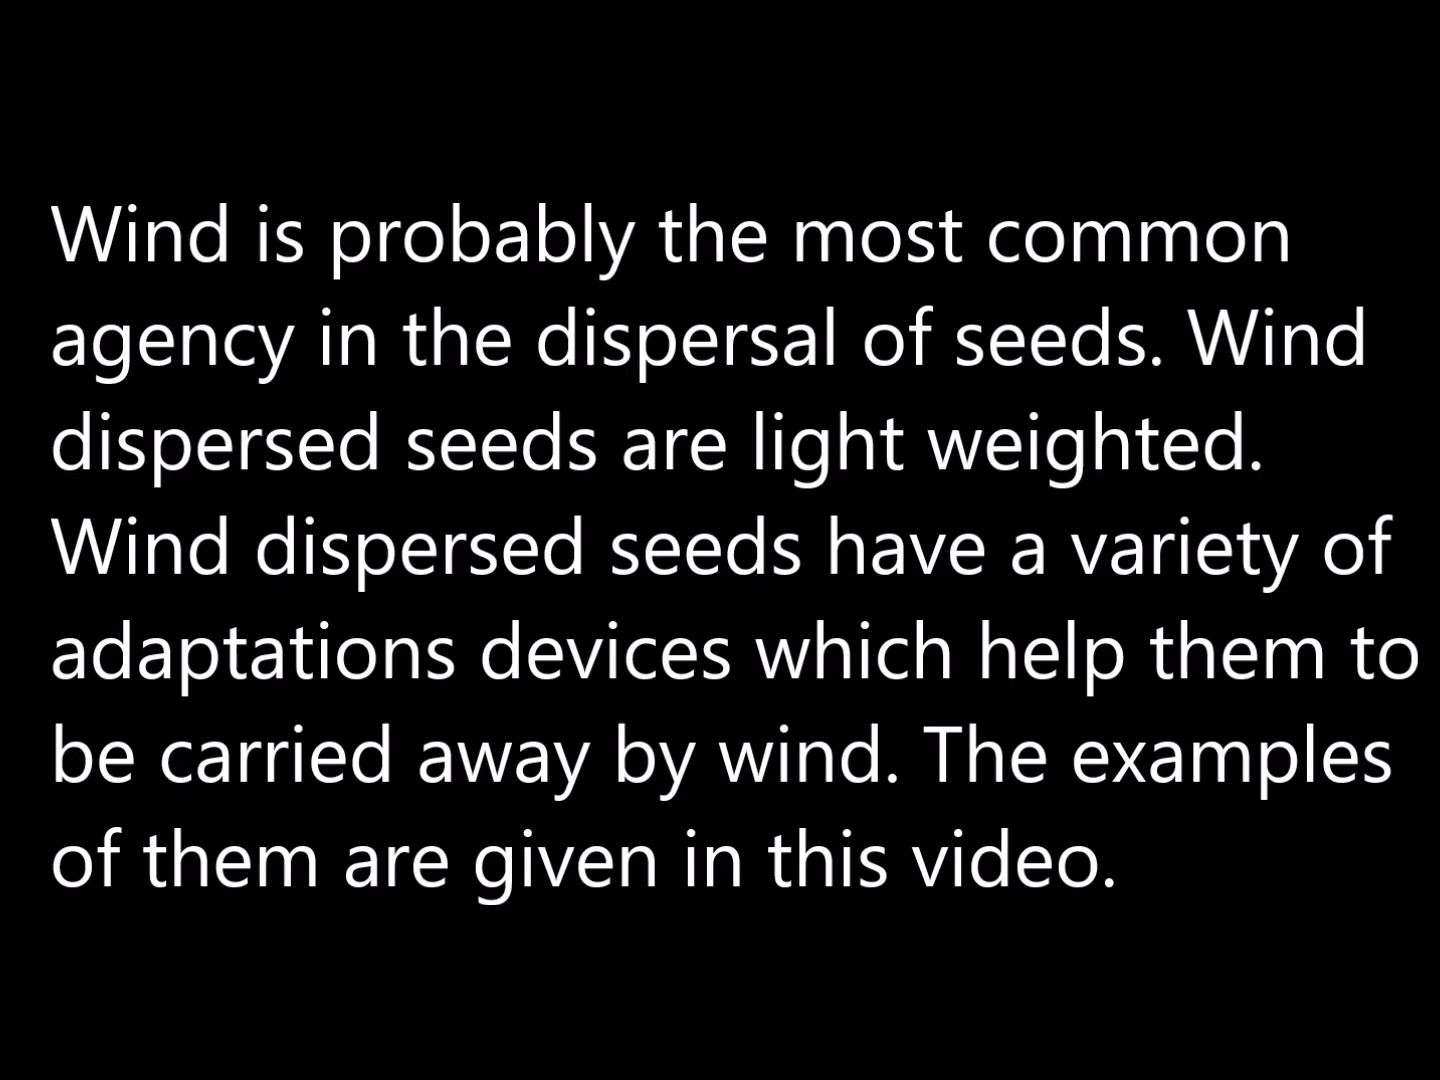 Wind is probably the most common
agency in the dispersal of seeds. Wind
dispersed seeds are light weighted.
Wind dispersed seeds have a variety of
adaptations devices which help them to
be carried away by wind. The examples
of them are given in this video.